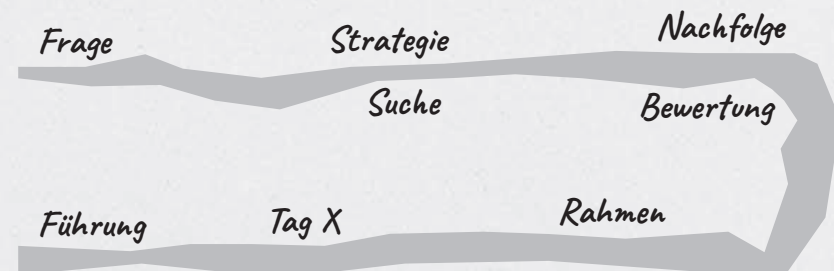 Frage
Strategie
Nachfolge
Suche
Bewertung
Führung
Tag X
Rahmen